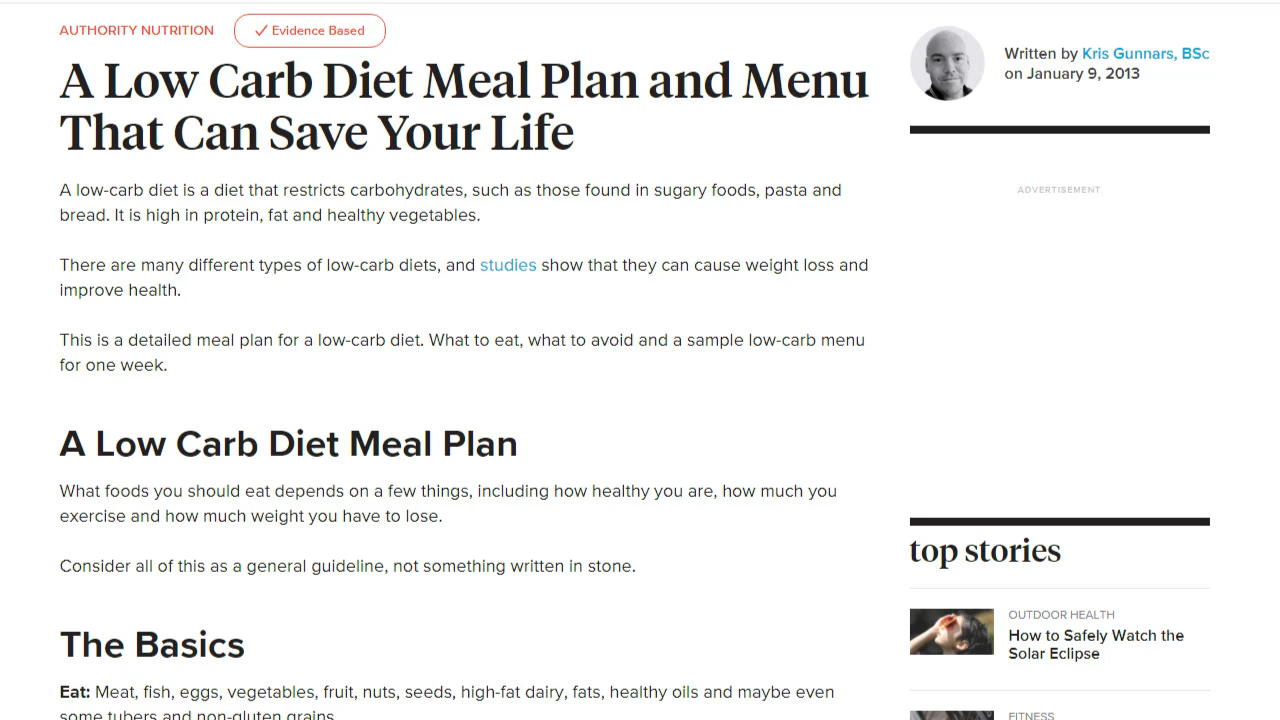 AUTHORITY NUTRITION
Evidence Based
A Low Carb Diet Meal Plan and Menu
That Can Save Your Life
A low-carb diet is a diet that restricts carbohydrates, such as those found in sugary foods, pasta and
bread. It is high in protein, fat and healthy vegetables.
There are many different types of low-carb diets, and studies show that they can cause weight loss and
improve health.
This is a detailed meal plan for a low-carb diet. What to eat, what to avoid and a sample low-carb menu
for one week.
A Low Carb Diet Meal Plan
What foods you should eat depends on a few things, including how healthy you are, how much you
exercise and how much weight you have to lose.
Consider all of this as a general guideline, not something written in stone.
The Basics
Eat: Meat, fish, eggs, vegetables, fruit, nuts, seeds, high-fat dairy, fats, healthy oils and maybe even
some tubers and non-gluten grains.
Written by Kris Gunnars, BSc
on January 9, 2013
ADVERTISEMENT
top stories
OUTDOOR HEALTH
How to Safely Watch the
Solar Eclipse
FITNESS